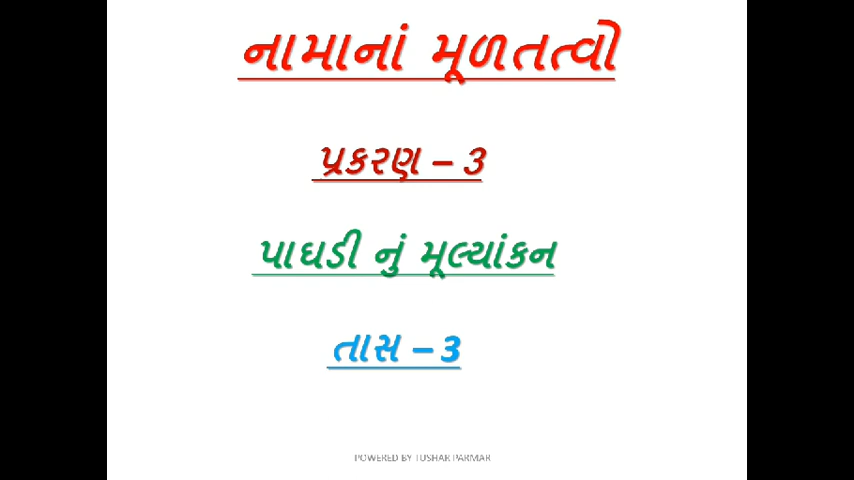 નામાનાં મૂળતત્વો
પ્રકરણ – 3
પાઘડી નું મૂલ્યાંકન
તાસ – 3
POWERED BY TUSHAR PARMAR